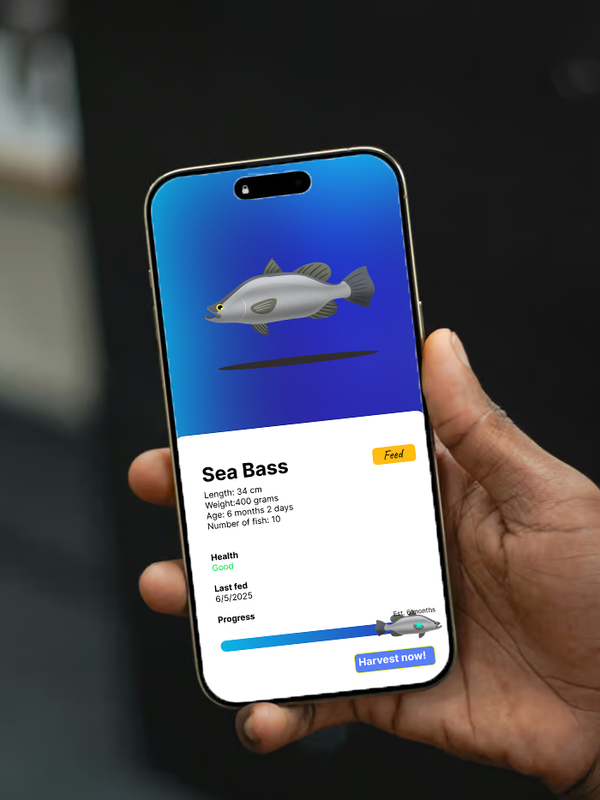 Sea Bass
Feed
Length: 34 cm
Weight:400 grams
Age: 6 months 2 days
Number of fish: 10
Health
Good
Last fed
6/5/2025
Progress
Est. months
Harvest now!